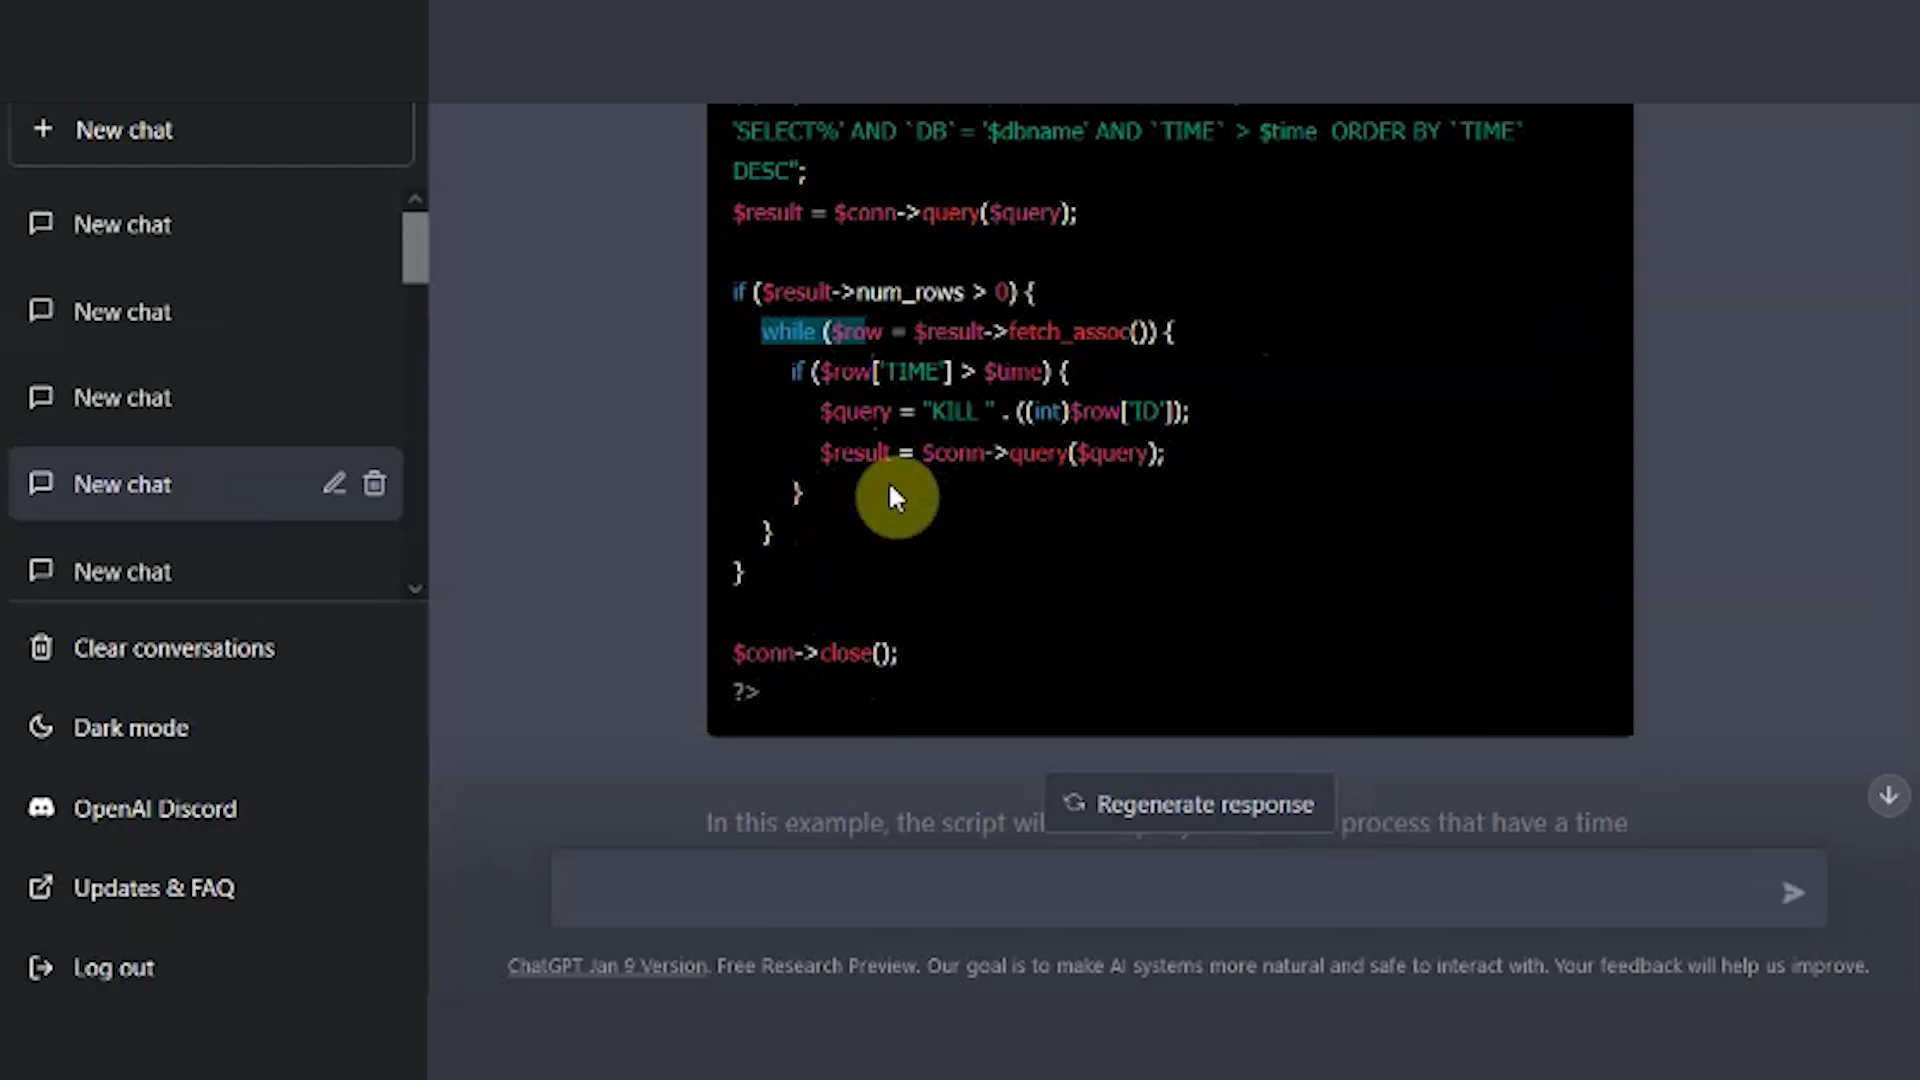 New chat
New chat
New chat
New chat
New chat
New chat
Clear conversations
Dark mode
OpenAI Discord
Updates & FAQ
Log out
'SELECT%' AND `DB` = '$dbname' AND `TIME` > $time ORDER BY `TIME`
DESC";
$result = $conn->query($query);
if ($result->num_rows > 0) {
while ($row = $result->fetch_assoc()) {
if ($row['TIME'] > $time) {
$query = "KILL " . ((int)$row['ID']);
$result = $conn->query($query);
}
}
}
$conn->close();
?>
Regenerate response
In this example, the script process that have a time
ChatGPT Jan 9 Version. Free Research Preview. Our goal is to make AI systems more natural and safe to interact with. Your feedback will help us improve.